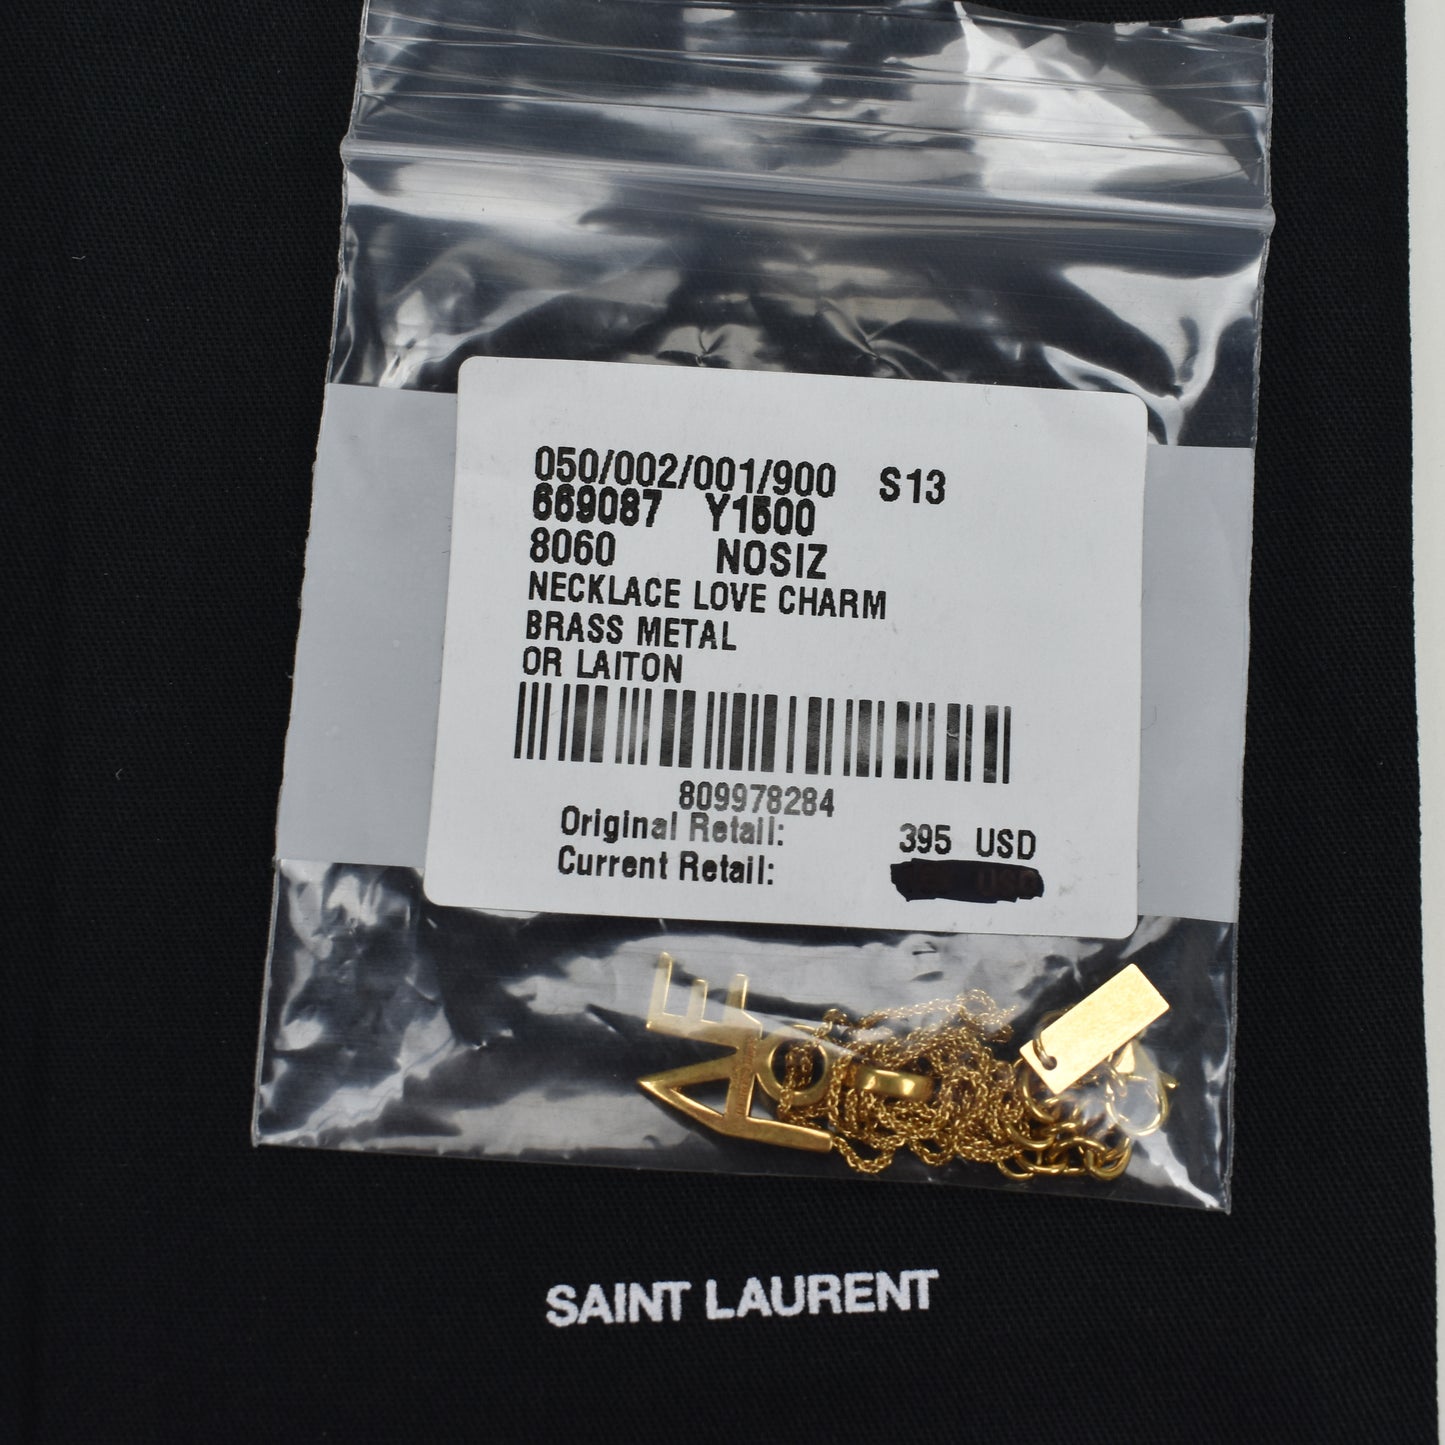 050/002/001/900 S13
669087 Y1500
8060 NOSIZ
NECKLACE LOVE CHARM
BRASS METAL
OR LAITON
809978284
Original Retail: 395 USD
Current Retail: USD
SAINT LAURENT